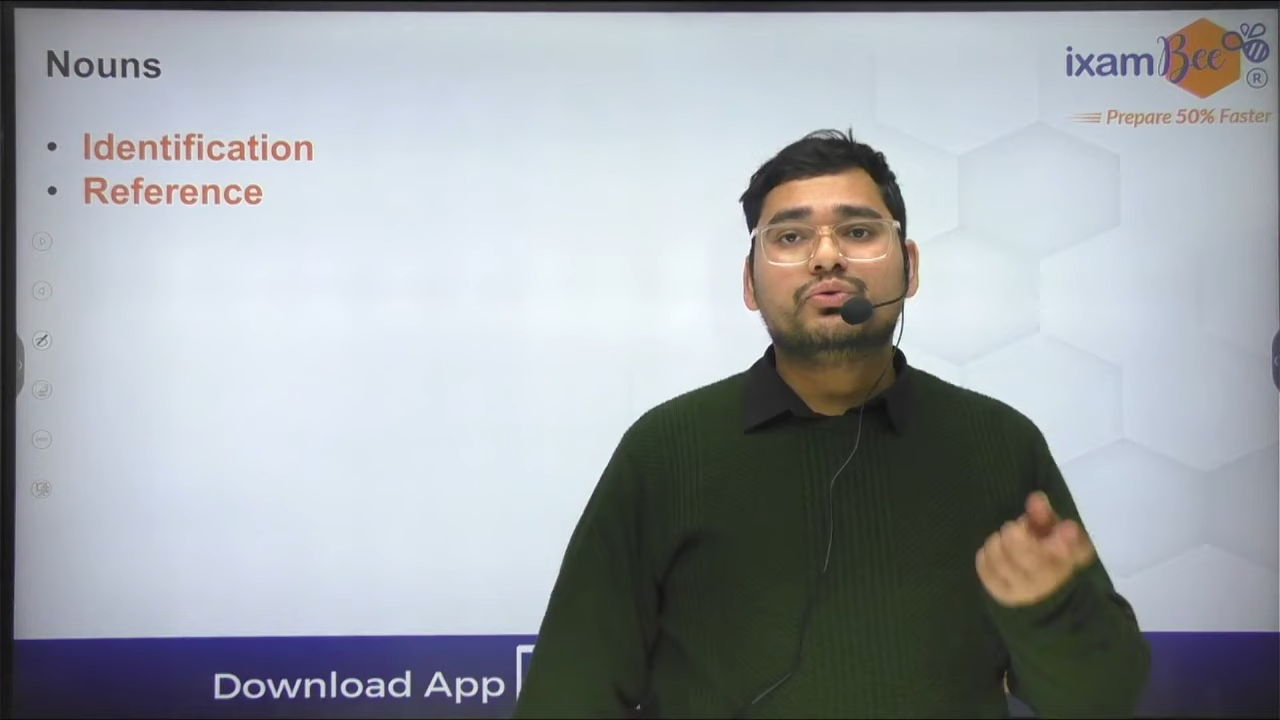 Nouns
ixamBee
®
Prepare 50% Faster
• Identification
• Reference
Download App